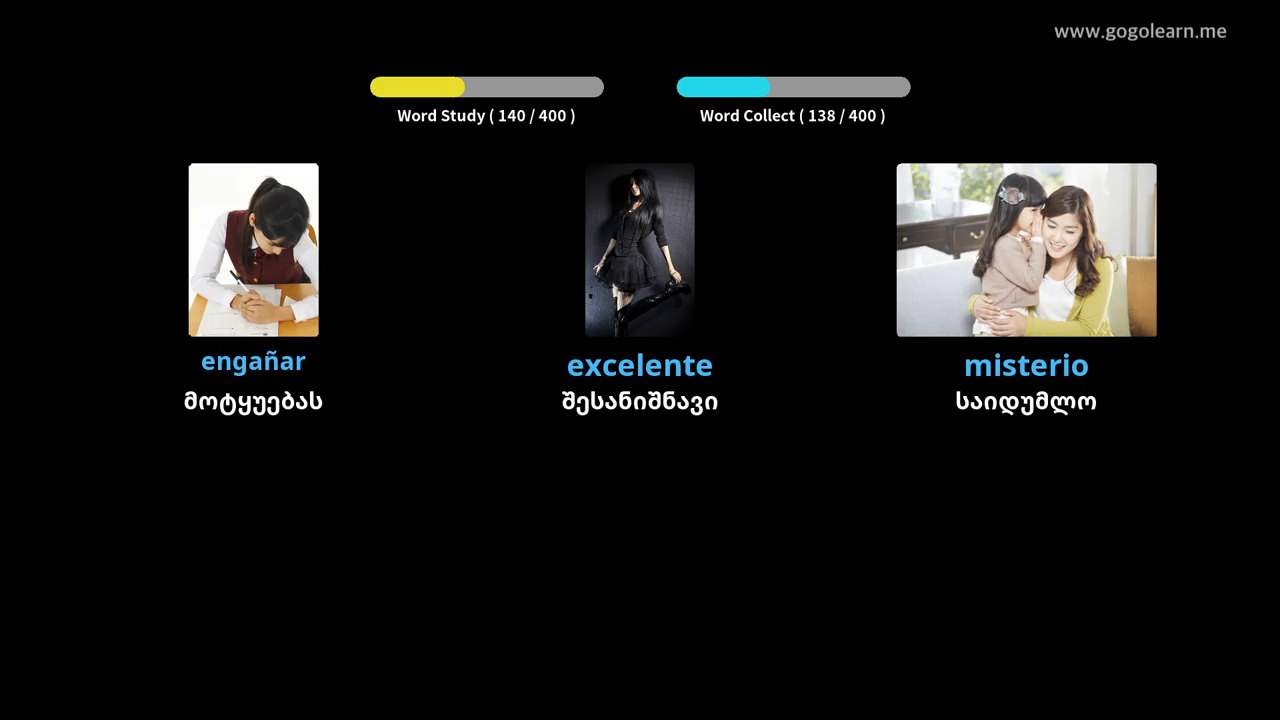 www.gogolearn.me
Word Study ( 140 / 400 )
Word Collect ( 138 / 400 )
engañar
excelente
misterio
მოტყუებას
შესანიშნავი
საიდუმლო